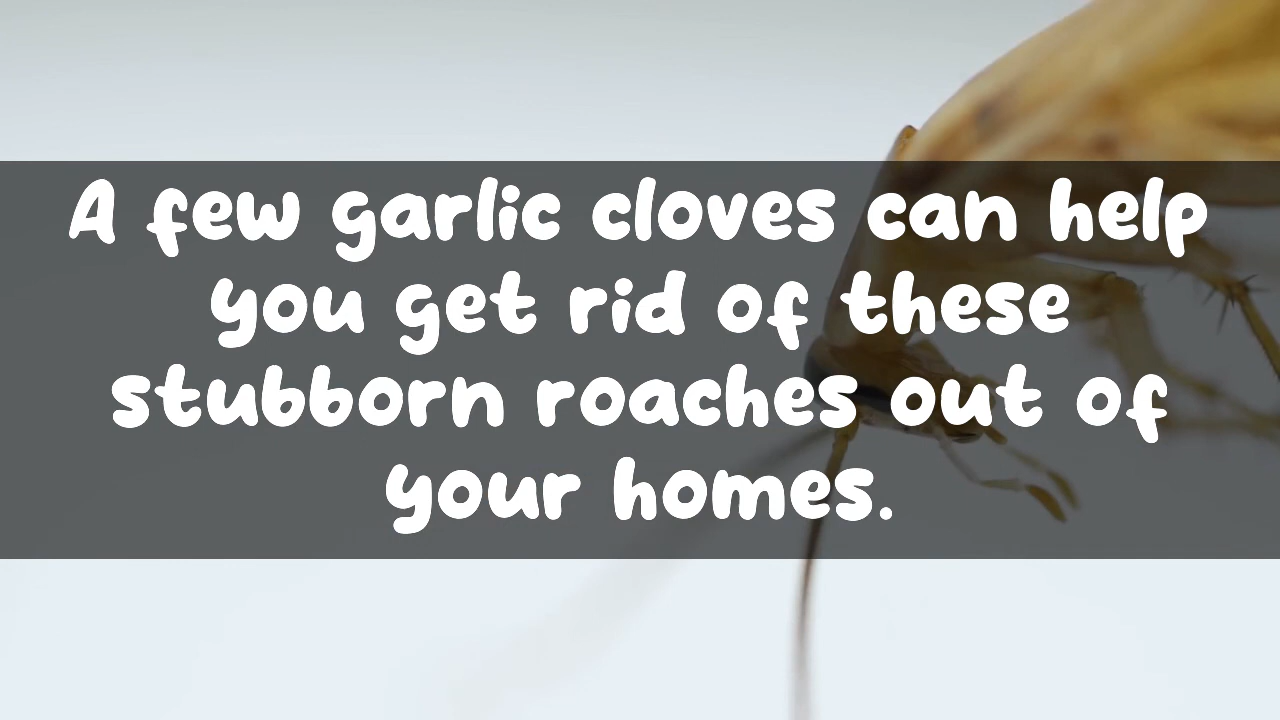 A few garlic cloves can help
you get rid of these
stubborn roaches out of
your homes.